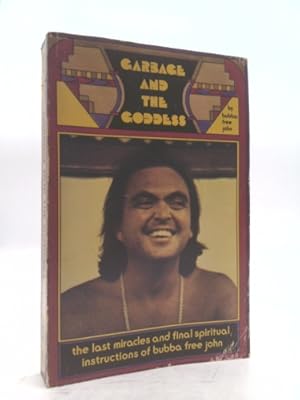 GARBAGE
AND
THE
GODDESS
by
bubba
free
john
the last miracles and final spiritual
instructions of bubba free john